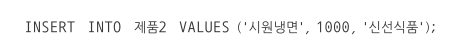 INSERT INTO 제품2 VALUES ('시원냉면', 1000, '신선식품');